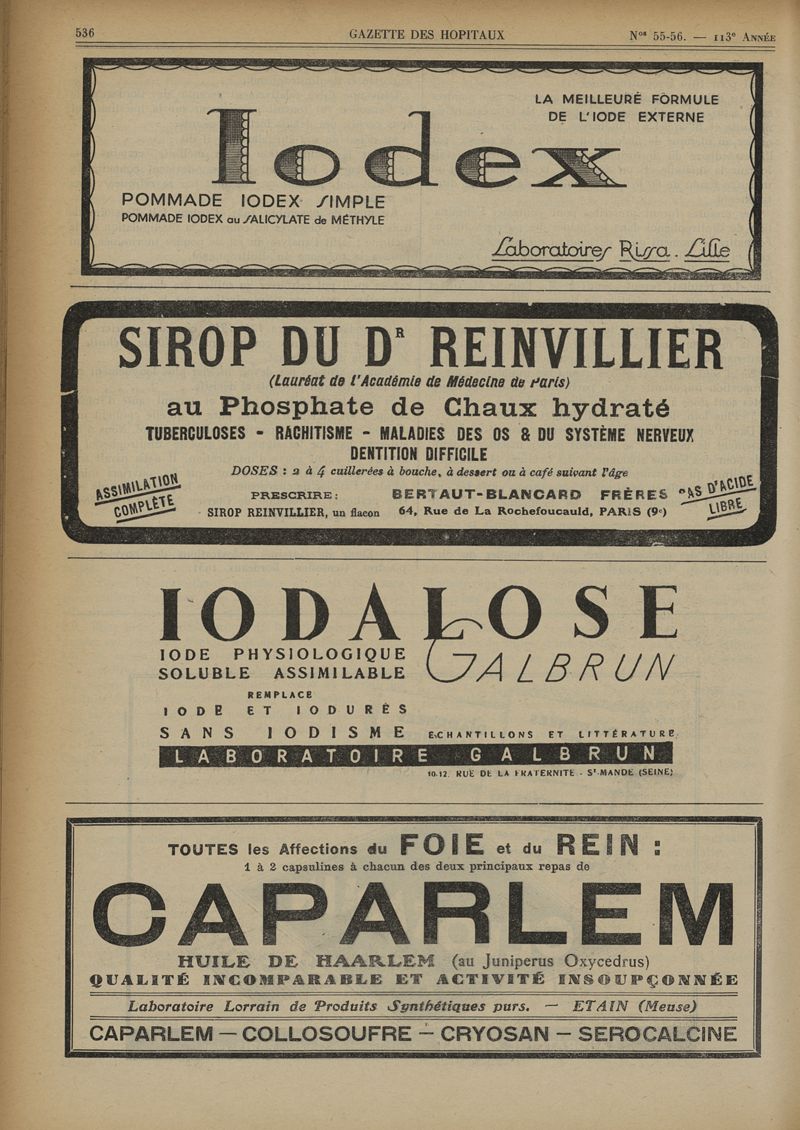 536
GAZETTE DES HOPITAUX
Nos 55-56. — 113e ANNÉE
LA MEILLEURE FORMULE
DE L'IODE EXTERNE
Iodex
POMMADE IODEX SIMPLE
POMMADE IODEX au SALICYLATE de MÉTHYLE
Laboratoires Rissa. Lille
SIROP DU DR REINVILLIER
(Lauréat de l'Académie de Médecine de Paris)
au Phosphate de Chaux hydraté
TUBERCULOSES - RACHITISME - MALADIES DES OS & DU SYSTÈME NERVEUX
DENTITION DIFFICILE
DOSES : 2 à 4 cuillerées à bouche, à dessert ou à café suivant l'âge
ASSIMILATION
COMPLÈTE
PRESCRIRE :
SIROP REINVILLIER, un flacon
BERTAUT-BLANCARD FRÈRES
64, Rue de La Rochefoucauld, PARIS (9e)
PAS D'ACIDE
LIBRE
IODALOSE
GALBRUN
IODE PHYSIOLOGIQUE
SOLUBLE ASSIMILABLE
REMPLACE
IODE ET IODURES
SANS IODISME
ECHANTILLONS ET LITTÉRATURE
LABORATOIRE GALBRUN
10-12. RUE DE LA FRATERNITE - ST-MANDE (SEINE)
TOUTES les Affections du FOIE et du REIN :
1 à 2 capsulines à chacun des deux principaux repas de
CAPARLEM
HUILE DE HAARLEM (au Juniperus Oxycedrus)
QUALITÉ INCOMPARABLE ET ACTIVITÉ INSOUPÇONNÉE
Laboratoire Lorrain de Produits Synthétiques purs. — ETAIN (Meuse)
CAPARLEM — COLLOSOUFRE — CRYOSAN — SEROCALCINE